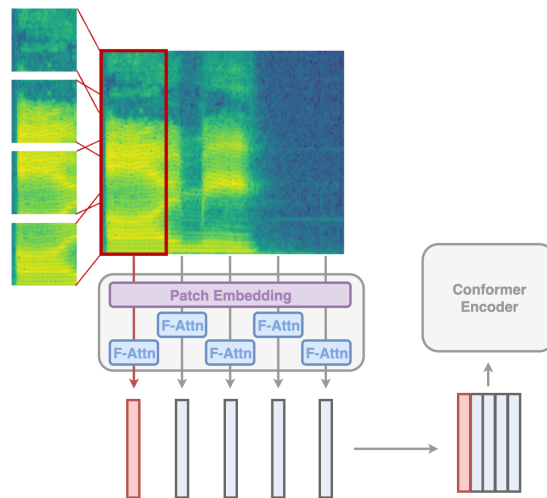 Patch Embedding
F-Attn
F-Attn
F-Attn
F-Attn
F-Attn
Conformer
Encoder